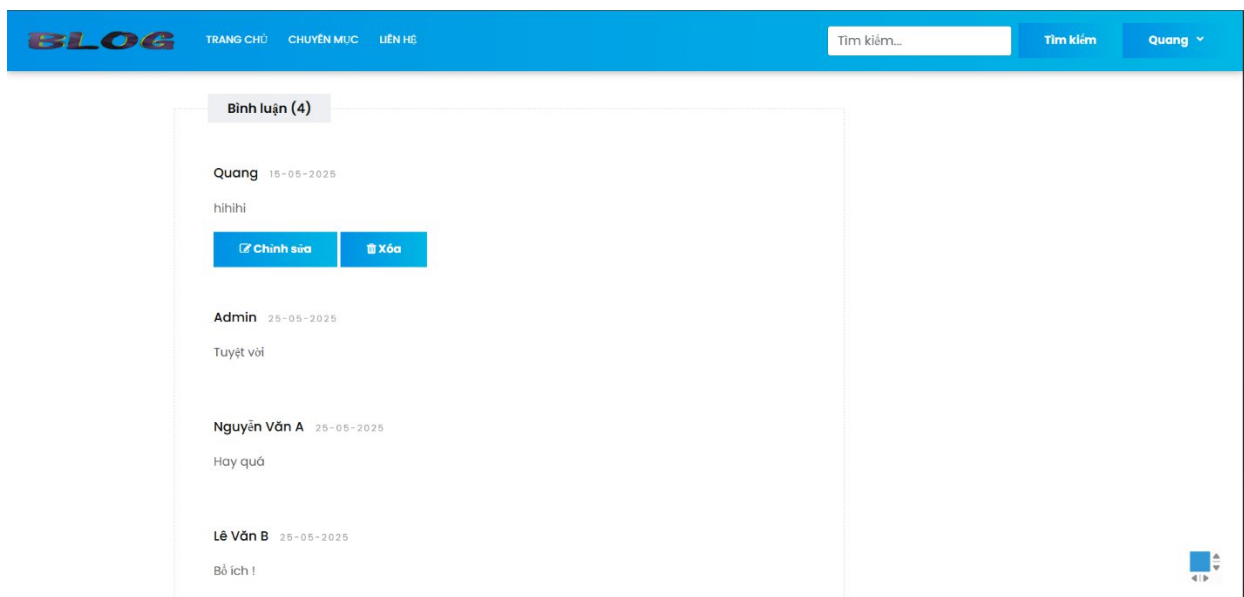 BLOG TRANG CHỦ CHUYÊN MỤC LIÊN HỆ Tìm kiếm... Tìm kiếm Quang
Bình luận (4)
Quang 15-05-2025
hihihi
Chỉnh sửa Xóa
Admin 25-05-2025
Tuyệt vời
Nguyễn Văn A 25-05-2025
Hay quá
Lê Văn B 25-05-2025
Bổ ích !